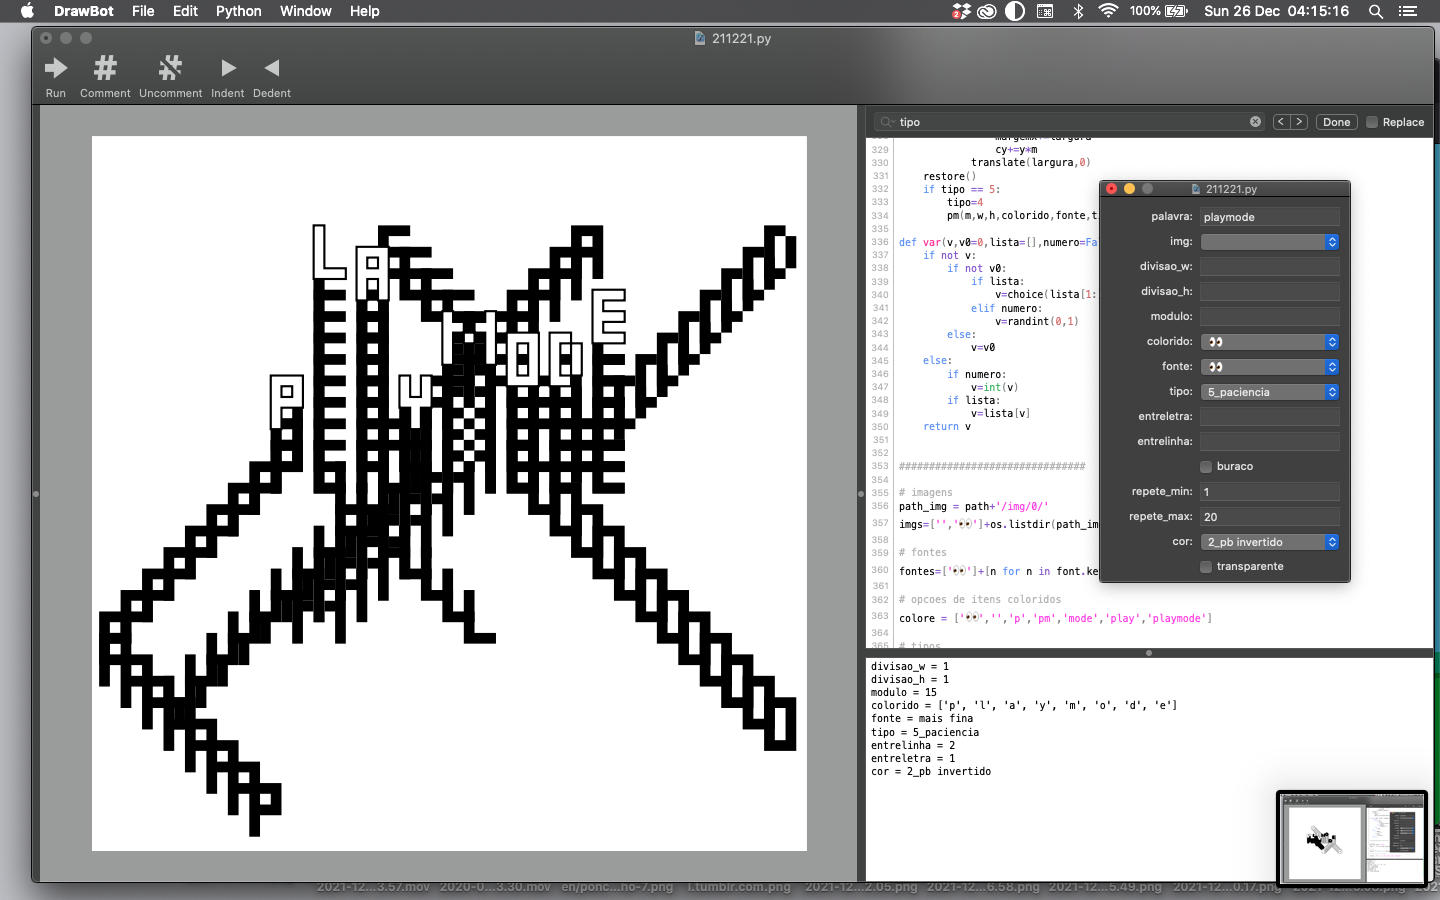 DrawBot File Edit Python Window Help
2
100%
Sun 26 Dec 04:15:16
211221.py
Run Comment Uncomment Indent Dedent
L A E
P Y
P
tipo
Done
Replace
329 cy+=y*m
330 translate(largura,0)
331 restore()
332 if tipo == 5:
333 tipo=4
334 pm(m,w,h,colorido,fonte,t
335
336 def var(v,v0=0,lista=[],numero=Fa
337 if not v:
338 if not v0:
339 if lista:
340 v=choice(lista[1:
341 elif numero:
342 v=randint(0,1)
343 else:
344 v=v0
345 else:
346 if numero:
347 v=int(v)
348 if lista:
349 v=lista[v]
350 return v
351
352
353 ###############################
354
355 # imagens
356 path_img = path+'/img/0/'
357 imgs=['','👀']+os.listdir(path_im
358
359 # fontes
360 fontes=['👀']+[n for n in font.ke
361
362 # opcoes de itens coloridos
363 colore = ['👀','','p','pm','mode','play','playmode']
364
365 # tipos
211221.py
palavra: playmode
img:
divisao_w:
divisao_h:
modulo:
colorido: 👀
fonte: 👀
tipo: 5_paciencia
entreletra:
entrelinha:
buraco
repete_min: 1
repete_max: 20
cor: 2_pb invertido
transparente
divisao_w = 1
divisao_h = 1
modulo = 15
colorido = ['p', 'l', 'a', 'y', 'm', 'o', 'd', 'e']
fonte = mais fina
tipo = 5_paciencia
entrelinha = 2
entreletra = 1
cor = 2_pb invertido
2021-12...3.57.mov 2020-0...3.30.mov en/ponc...ho-7.png i.tumblr.com.png 2021-12...2.05.png 2021-12...6.58.png 2021-12...5.49.png 2021-12...0.17.png